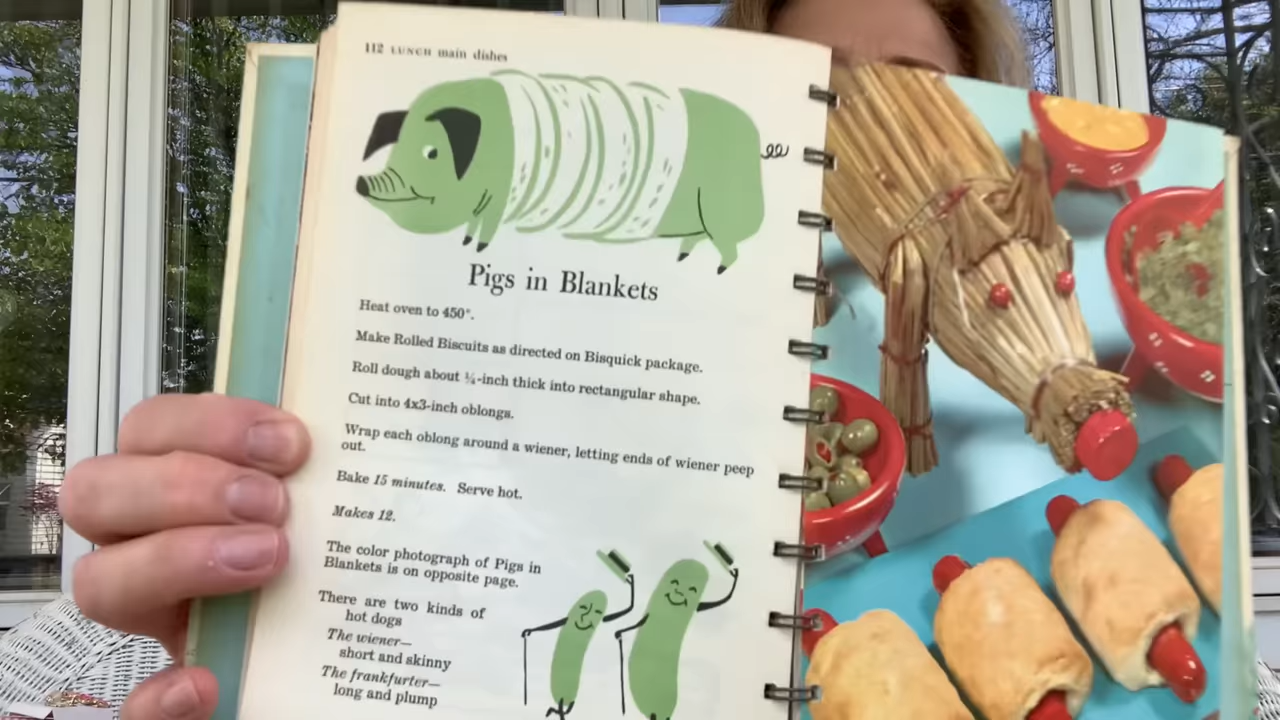 112 LUNCH main dishes
Pigs in Blankets
Heat oven to 450°.
Make Rolled Biscuits as directed on Bisquick package.
Roll dough about ¼-inch thick into rectangular shape.
Cut into 4x3-inch oblongs.
Wrap each oblong around a wiener, letting ends of wiener peep
out.
Bake 15 minutes. Serve hot.
Makes 12.
The color photograph of Pigs in
Blankets is on opposite page.
There are two kinds of
hot dogs
The wiener—
short and skinny
The frankfurter—
long and plump